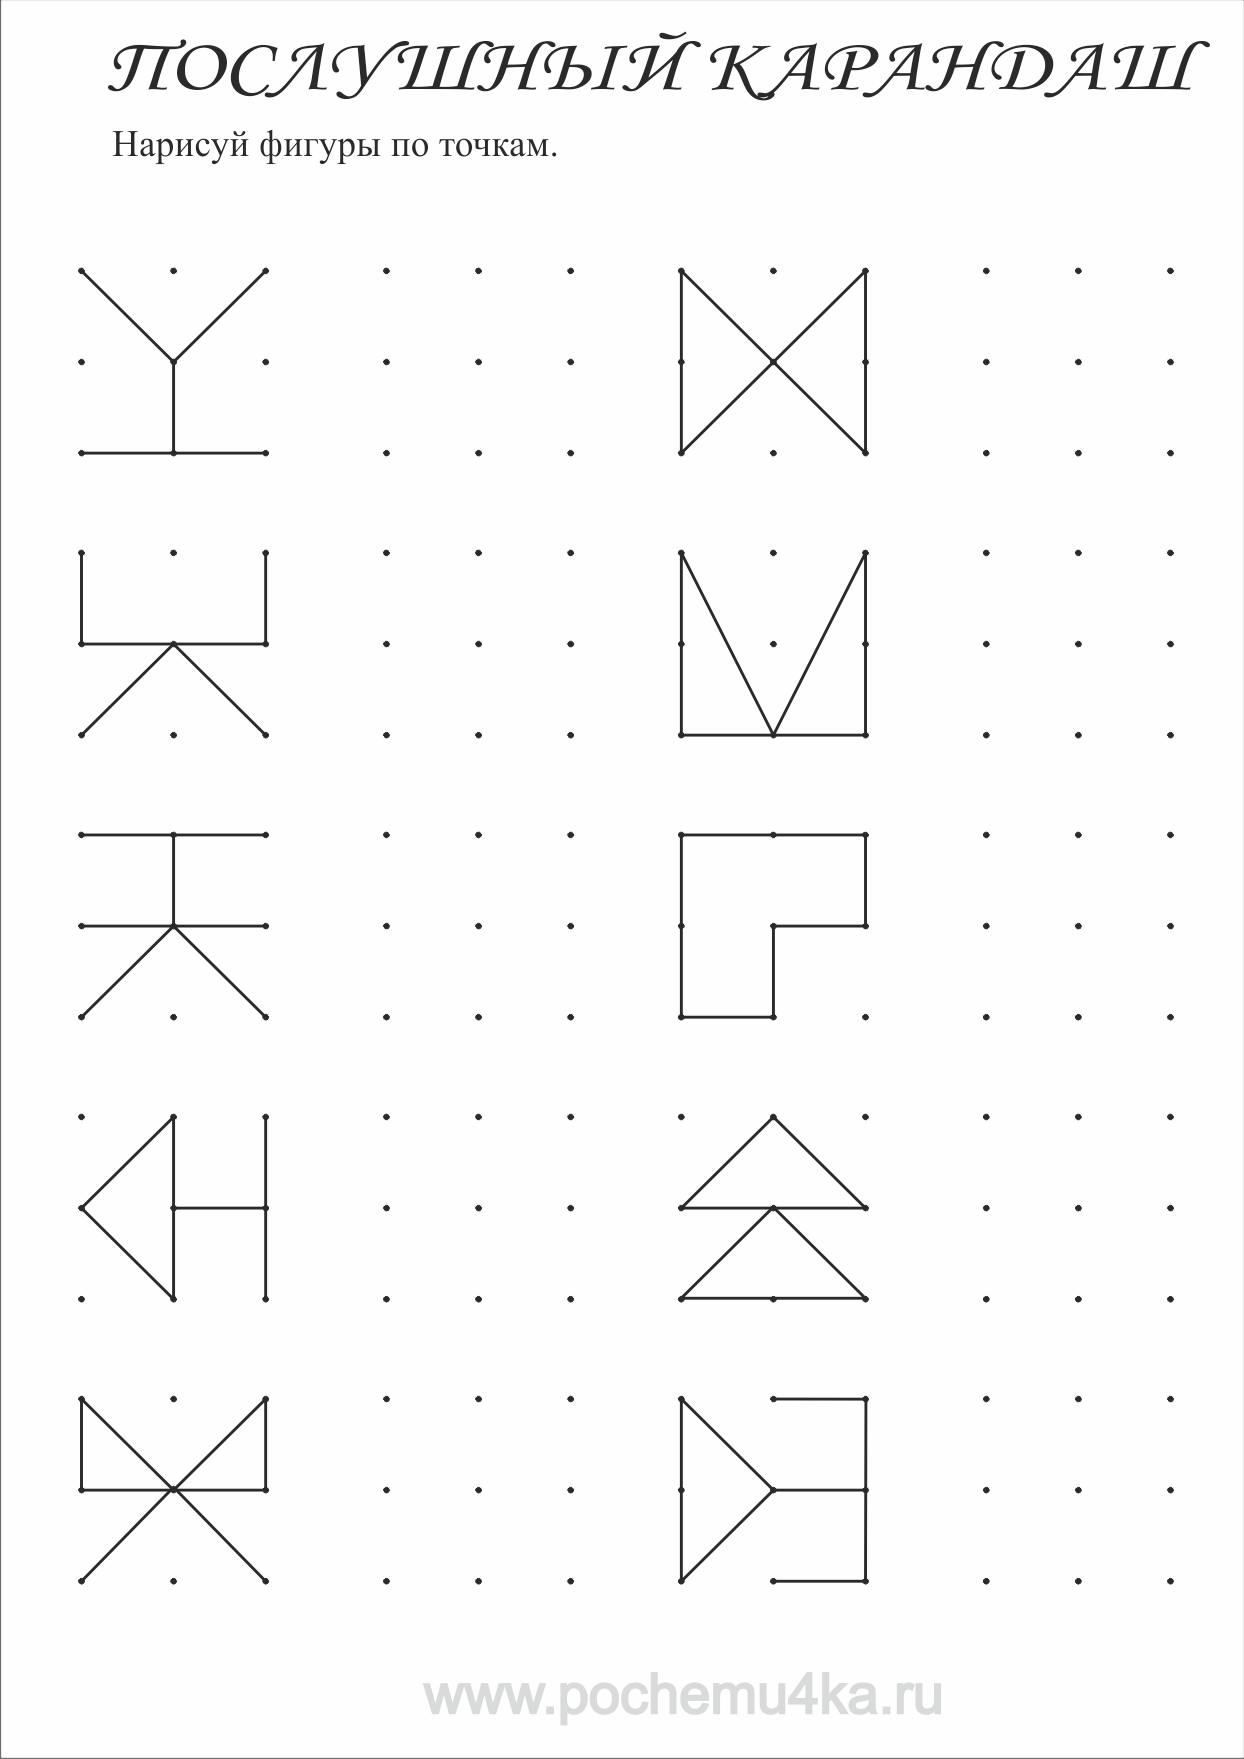 ПОСЛУШНЫЙ КАРАНДАШ
Нарисуй фигуры по точкам.
www.pochemu4ka.ru